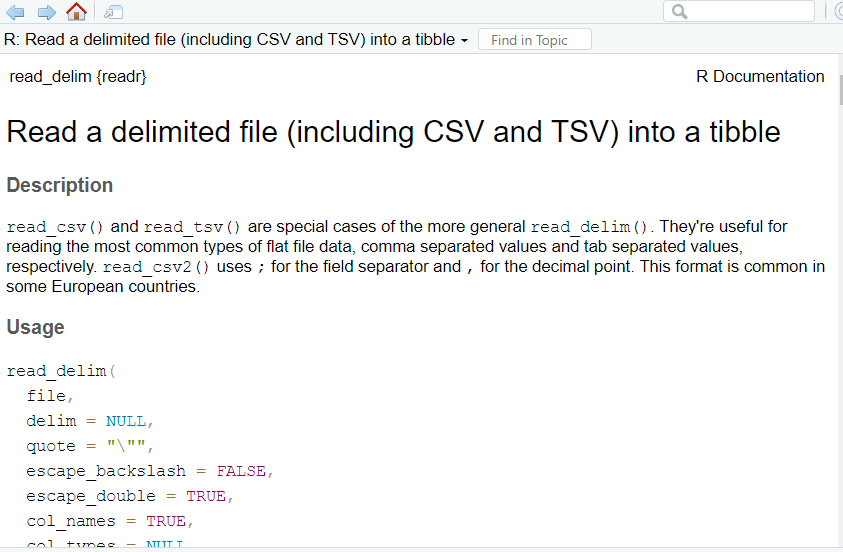 R: Read a delimited file (including CSV and TSV) into a tibble
Find in Topic
read_delim {readr}
R Documentation
Read a delimited file (including CSV and TSV) into a tibble
Description
read_csv() and read_tsv() are special cases of the more general read_delim(). They're useful for
reading the most common types of flat file data, comma separated values and tab separated values,
respectively. read_csv2() uses ; for the field separator and , for the decimal point. This format is common in
some European countries.
Usage
read_delim(
file,
delim = NULL,
quote = "\"",
escape_backslash = FALSE,
escape_double = TRUE,
col_names = TRUE,
col_types = NULL